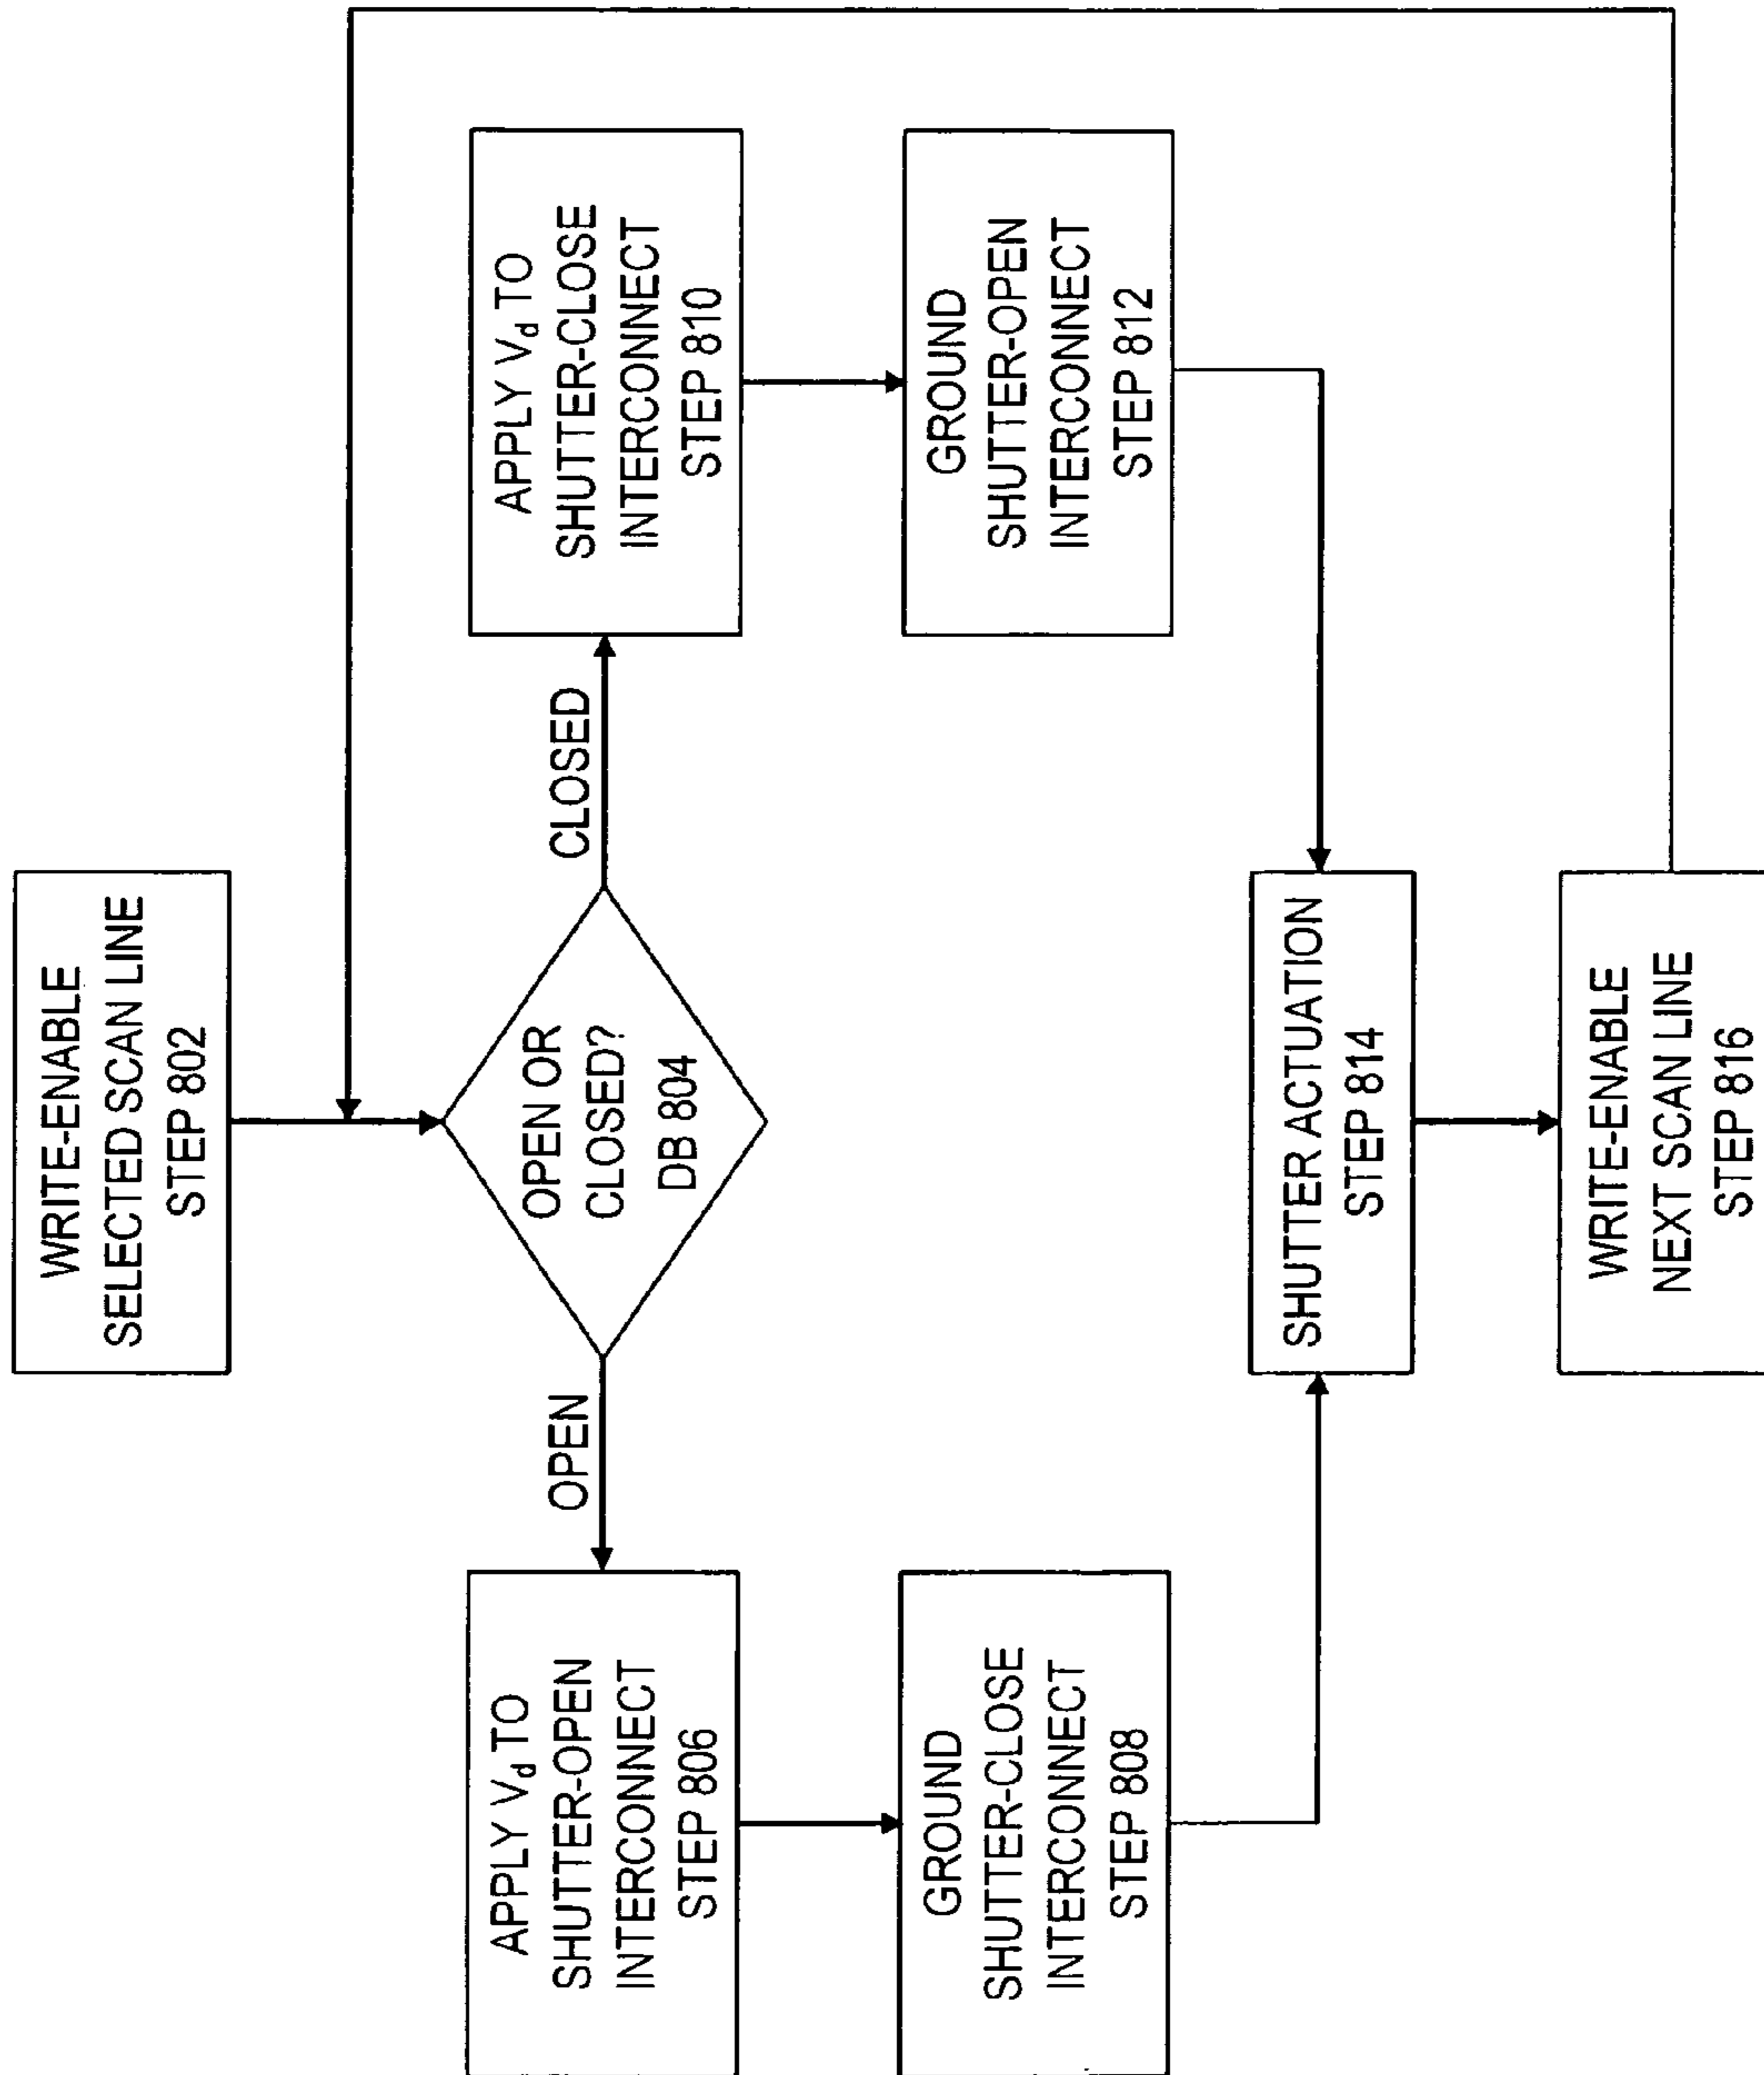 WRITE-ENABLE
SELECTED SCAN LINE
STEP 802
OPEN OR
CLOSED?
DB 804
OPEN
CLOSED
APPLY Vd TO
SHUTTER-OPEN
INTERCONNECT
STEP 806
GROUND
SHUTTER-CLOSE
INTERCONNECT
STEP 808
APPLY Vd TO
SHUTTER-CLOSE
INTERCONNECT
STEP 810
GROUND
SHUTTER-OPEN
INTERCONNECT
STEP 812
SHUTTER ACTUATION
STEP 814
WRITE-ENABLE
NEXT SCAN LINE
STEP 816